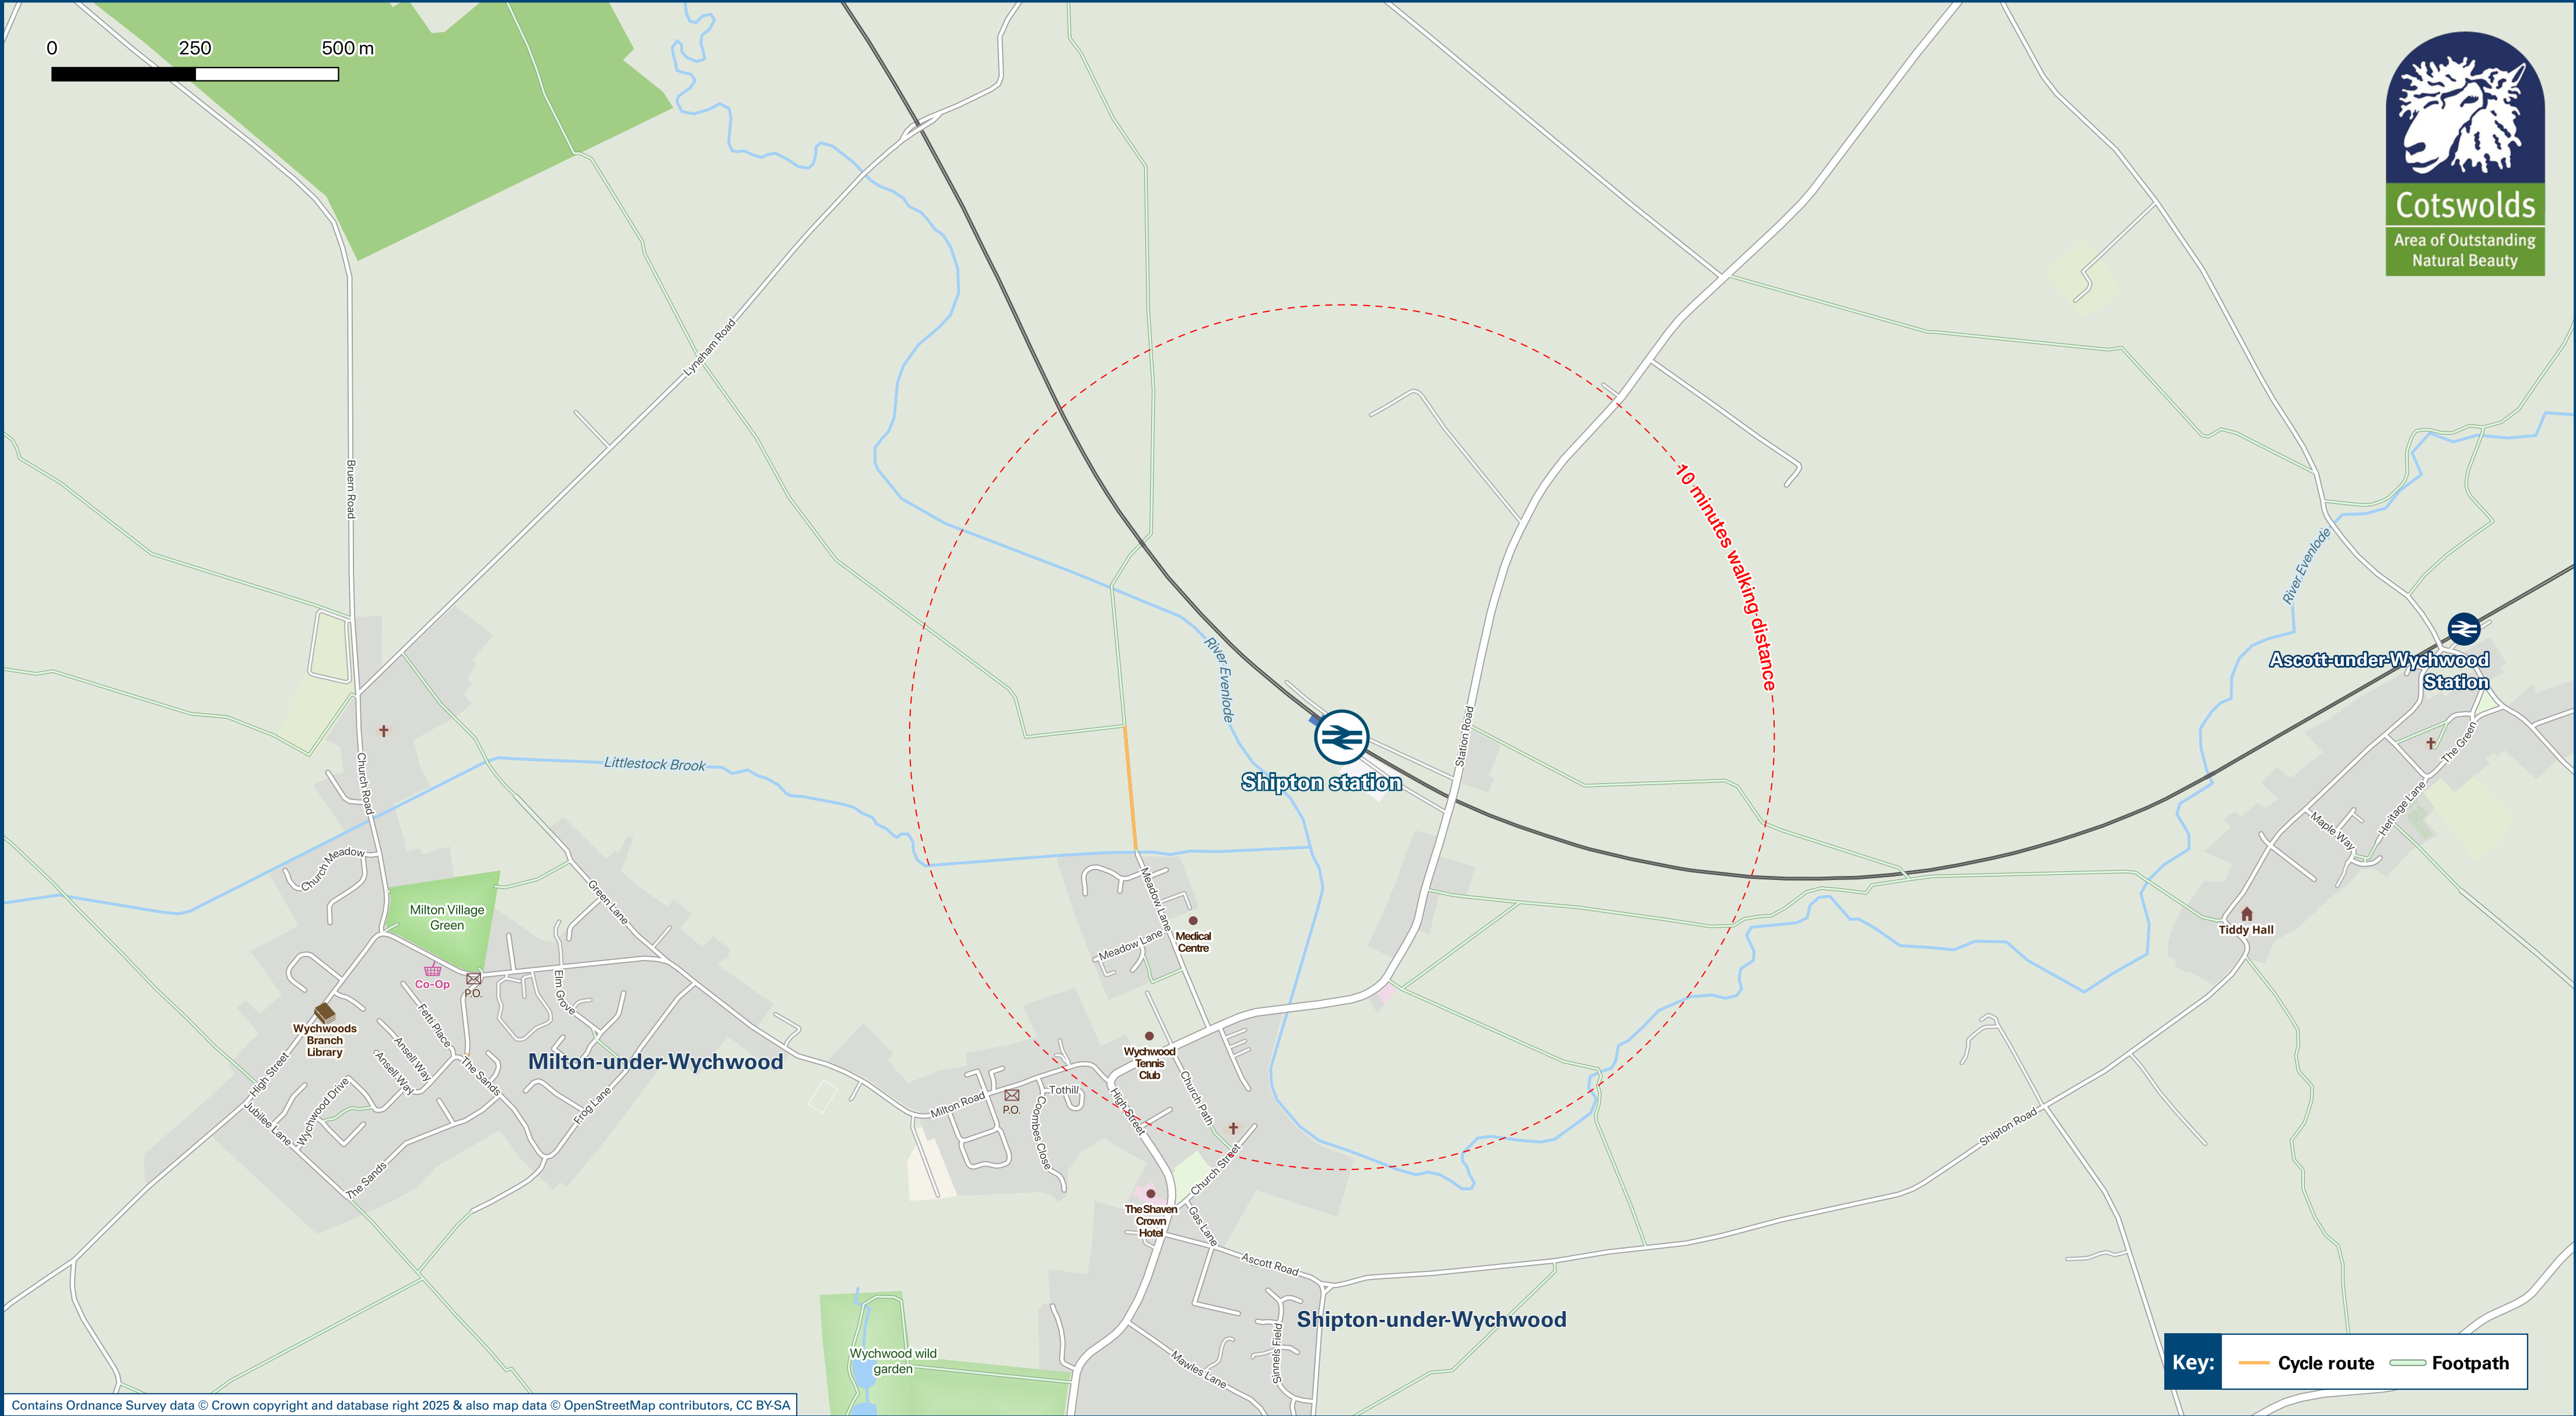 0 250 500 m
Cotswolds
Area of Outstanding
Natural Beauty
Lyneham Road
Bruern Road
10 minutes walking distance
River Evenlode
River Evenlode
Ascott-under-Wychwood
Station
Shipton station
Station Road
The Green
Church Road
Littlestock Brook
Heritage Lane
Maple Way
Church Meadow
Milton Village
Green
Green Lane
Meadow Lane
Meadow Lane
Medical
Centre
Tiddy Hall
Co-Op
P.O.
Elm Grove
Fetti Place
Wychwoods
Branch
Library
Ansell Way
Ansell Way
High Street
The Sands
Milton-under-Wychwood
Wychwood
Tennis
Club
Jubilee Lane
Wychwood Drive
Frog Lane
Milton Road
P.O.
Tothill
Coombes Close
High Street
Church Path
Shipton Road
The Sands
Church Street
The Shaven
Crown
Hotel
Gas Lane
Ascott Road
Shipton-under-Wychwood
Wychwood wild
garden
Mawles Lane
Sinnels Field
Key: Cycle route Footpath
Contains Ordnance Survey data © Crown copyright and database right 2025 & also map data © OpenStreetMap contributors, CC BY-SA